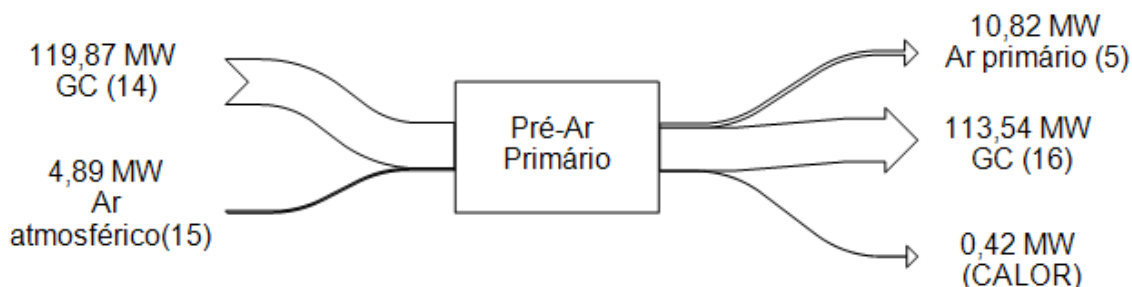 119,87 MW
GC (14)
4,89 MW
Ar
atmosférico(15)
Pré-Ar
Primário
10,82 MW
Ar primário (5)
113,54 MW
GC (16)
0,42 MW
(CALOR)